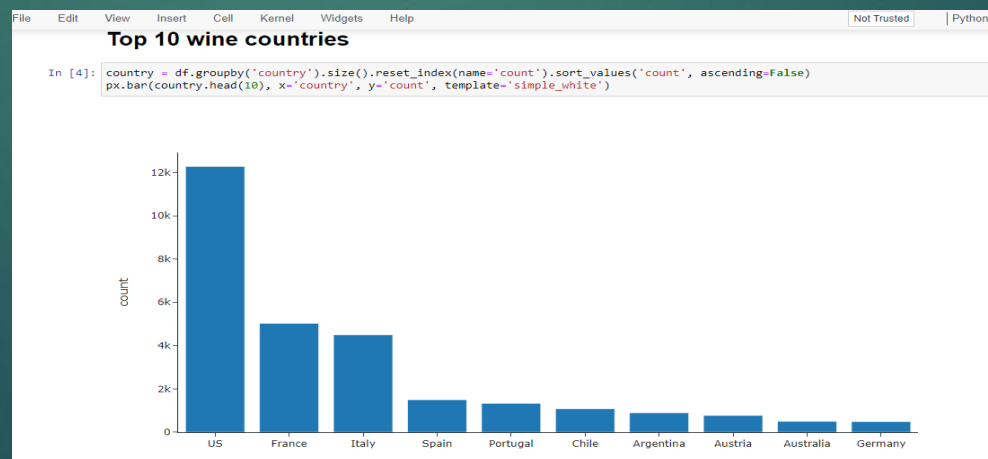 File Edit View Insert Cell Kernel Widgets Help Not Trusted Python
Top 10 wine countries
In [4]: country = df.groupby('country').size().reset_index(name='count').sort_values('count', ascending=False)
px.bar(country.head(10), x='country', y='count', template='simple_white')
12k
10k
8k
6k
4k
2k
0
count
US France Italy Spain Portugal Chile Argentina Austria Australia Germany